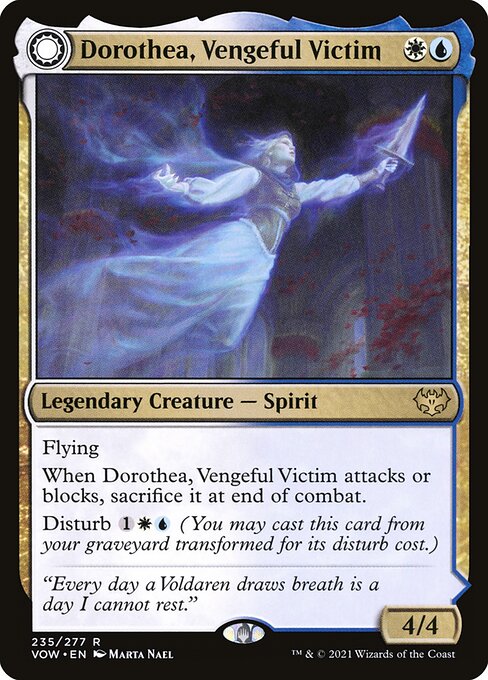 Dorothea, Vengeful Victim
Legendary Creature — Spirit
Flying
When Dorothea, Vengeful Victim attacks or
blocks, sacrifice it at end of combat.
Disturb 1 (You may cast this card from
your graveyard transformed for its disturb cost.)
“Every day a Voldaren draws breath is a
day I cannot rest.”
4/4
235/277 R
VOW • EN Marta Nael
™ & © 2021 Wizards of the Coast